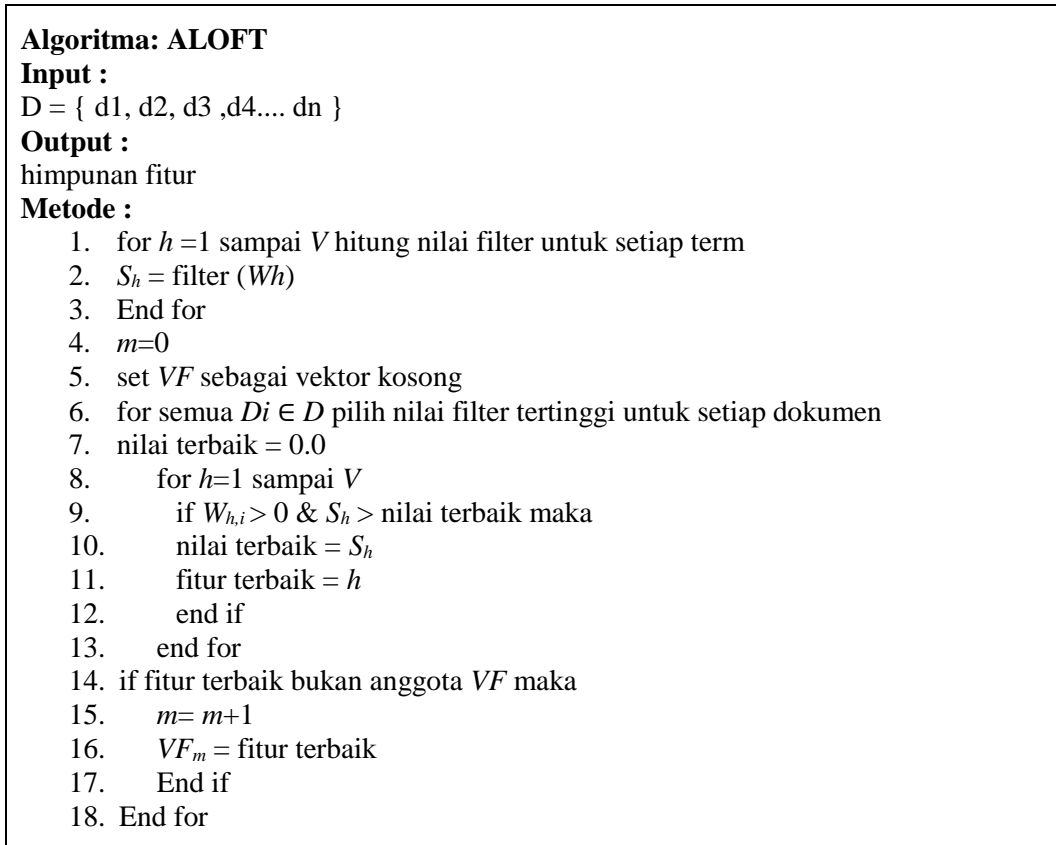 Algoritma: ALOFT
Input :
D = { d1, d2, d3 ,d4.... dn }
Output :
himpunan fitur
Metode :
1. for h =1 sampai V hitung nilai filter untuk setiap term
2. Sh = filter (Wh)
3. End for
4. m=0
5. set VF sebagai vektor kosong
6. for semua Di ∈ D pilih nilai filter tertinggi untuk setiap dokumen
7. nilai terbaik = 0.0
8. for h=1 sampai V
9. if Wh,i > 0 & Sh > nilai terbaik maka
10. nilai terbaik = Sh
11. fitur terbaik = h
12. end if
13. end for
14. if fitur terbaik bukan anggota VF maka
15. m= m+1
16. VFm = fitur terbaik
17. End if
18. End for